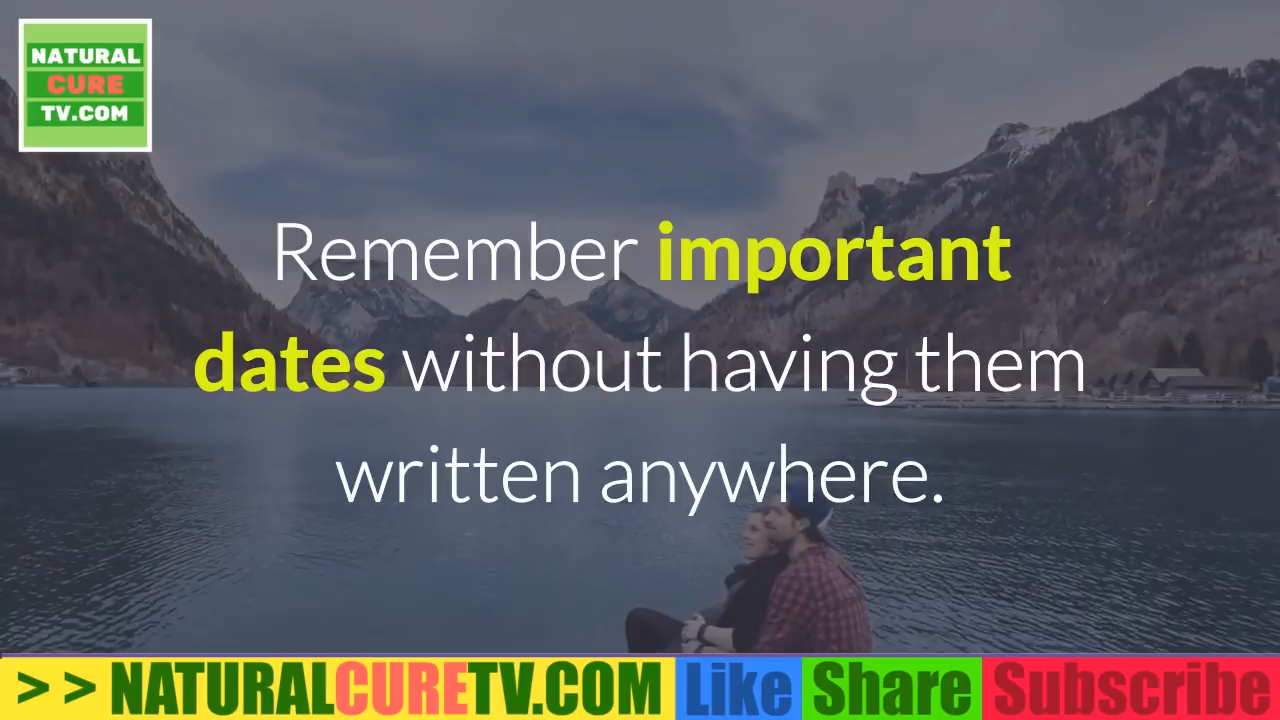 NATURAL
CURE
TV.COM
Remember important
dates without having them
written anywhere.
> > NATURALCURETV.COM Like Share Subscribe